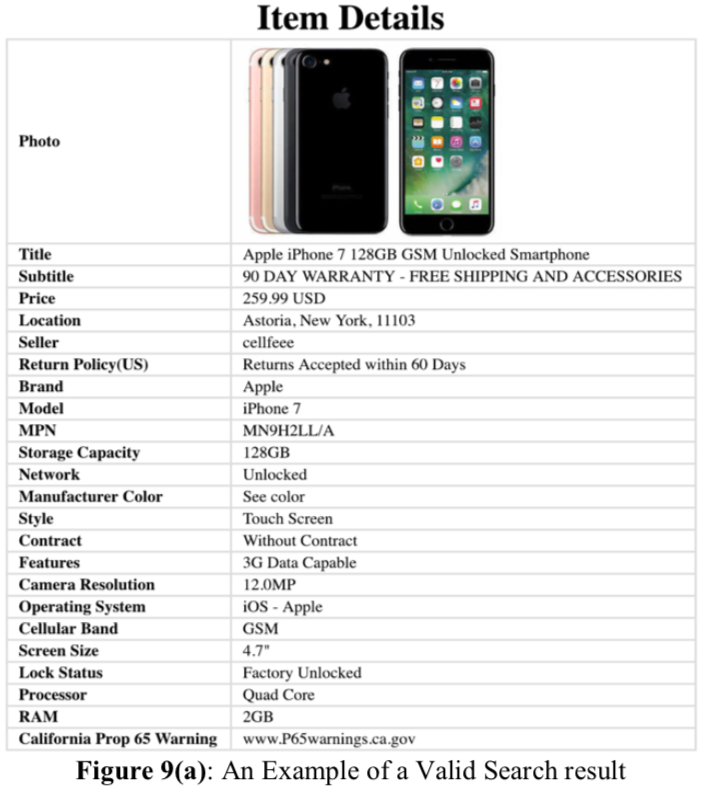 Item Details
Photo
iPhone
Title Apple iPhone 7 128GB GSM Unlocked Smartphone
Subtitle 90 DAY WARRANTY - FREE SHIPPING AND ACCESSORIES
Price 259.99 USD
Location Astoria, New York, 11103
Seller cellfeee
Return Policy(US) Returns Accepted within 60 Days
Brand Apple
Model iPhone 7
MPN MN9H2LL/A
Storage Capacity 128GB
Network Unlocked
Manufacturer Color See color
Style Touch Screen
Contract Without Contract
Features 3G Data Capable
Camera Resolution 12.0MP
Operating System iOS - Apple
Cellular Band GSM
Screen Size 4.7"
Lock Status Factory Unlocked
Processor Quad Core
RAM 2GB
California Prop 65 Warning www.P65warnings.ca.gov
Figure 9(a): An Example of a Valid Search result